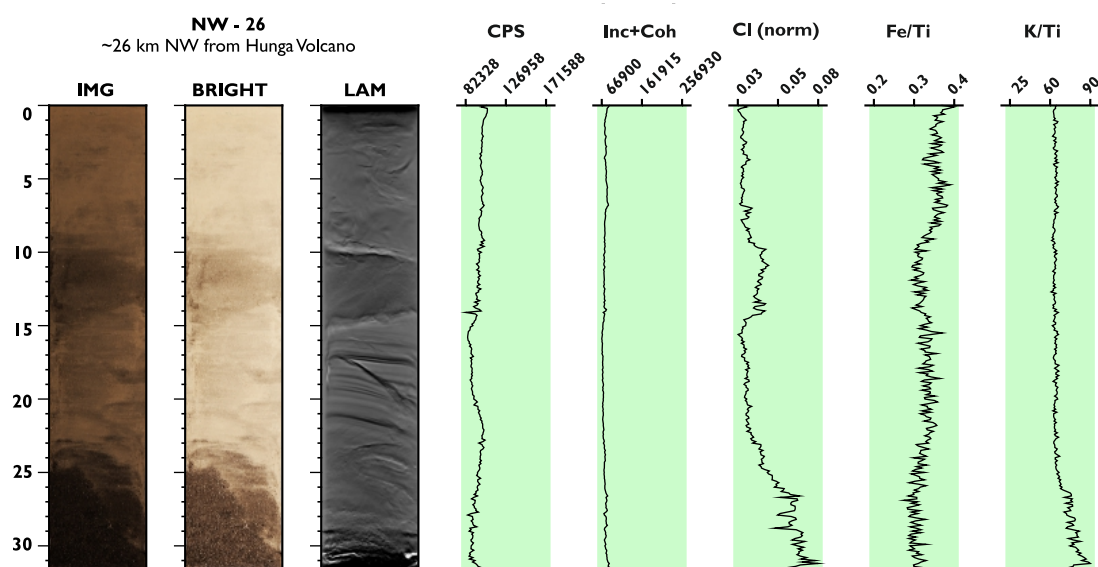 NW - 26
~26 km NW from Hunga Volcano
IMG BRIGHT LAM CPS Inc+Coh Cl (norm) Fe/Ti K/Ti
82328 126958 171588 66900 161915 256930 0.03 0.05 0.08 0.2 0.3 0.4 25 60 90
0
5
10
15
20
25
30